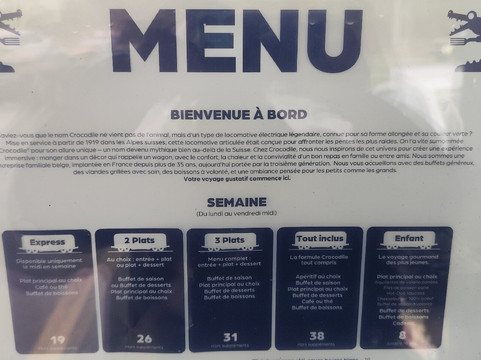 MENU
BIENVENUE À BORD
que le nom Crocodile ne vient pas de l'animal, mais d'un type de locomotive électrique légendaire, connue pour sa forme allongée et sa couleur verte ?
Mise en service à partir de 1919 dans les Alpes suisses, cette locomotive articulée était conçue pour affronter les pentes les plus raides. On l'a vite surnommée
Crocodile" pour son allure unique – un nom devenu mythique bien au-delà de la Suisse. Chez Crocodile, nous nous inspirons de cet univers pour créer une expérience
immersive : manger dans un décor qui rappelle un wagon, avec le confort, la chaleur et la convivialité d'un bon repas en famille ou entre amis. Nous sommes une
familiale belge, implantée en France depuis plus de 35 ans, aujourd'hui portée par la troisième génération. Nous vous accueillons avec des buffets généreux,
des viandes grillées avec soin, des boissons à volonté, et une ambiance pensée pour les petits comme les grands.
Votre voyage gustatif commence ici.
SEMAINE
(Du lundi au vendredi midi)
Express
Disponible uniquement
le midi en semaine
Plat principal au choix
Café ou thé
Buffet de boissons
19
2 Plats
Au choix : entrée + plat
ou plat + dessert
Buffet de saison
ou Buffet de desserts
Plat principal au choix
Buffet de boissons
26
3 Plats
Menu complet :
entrée + plat + dessert
Buffet de saison
Plat principal au choix
Buffet de desserts
Buffet de boissons
31
Tout inclus
La formule Crocodile
tout compris
Apéritif au choix
Buffet de saison
Plat principal au choix
Buffet de desserts
Café ou thé
Buffet de boissons
38
Enfant
Le voyage gourmand
des plus jeunes
Plat principal au choix
Buffet de saison
Buffet de desserts
Buffet de boissons
8